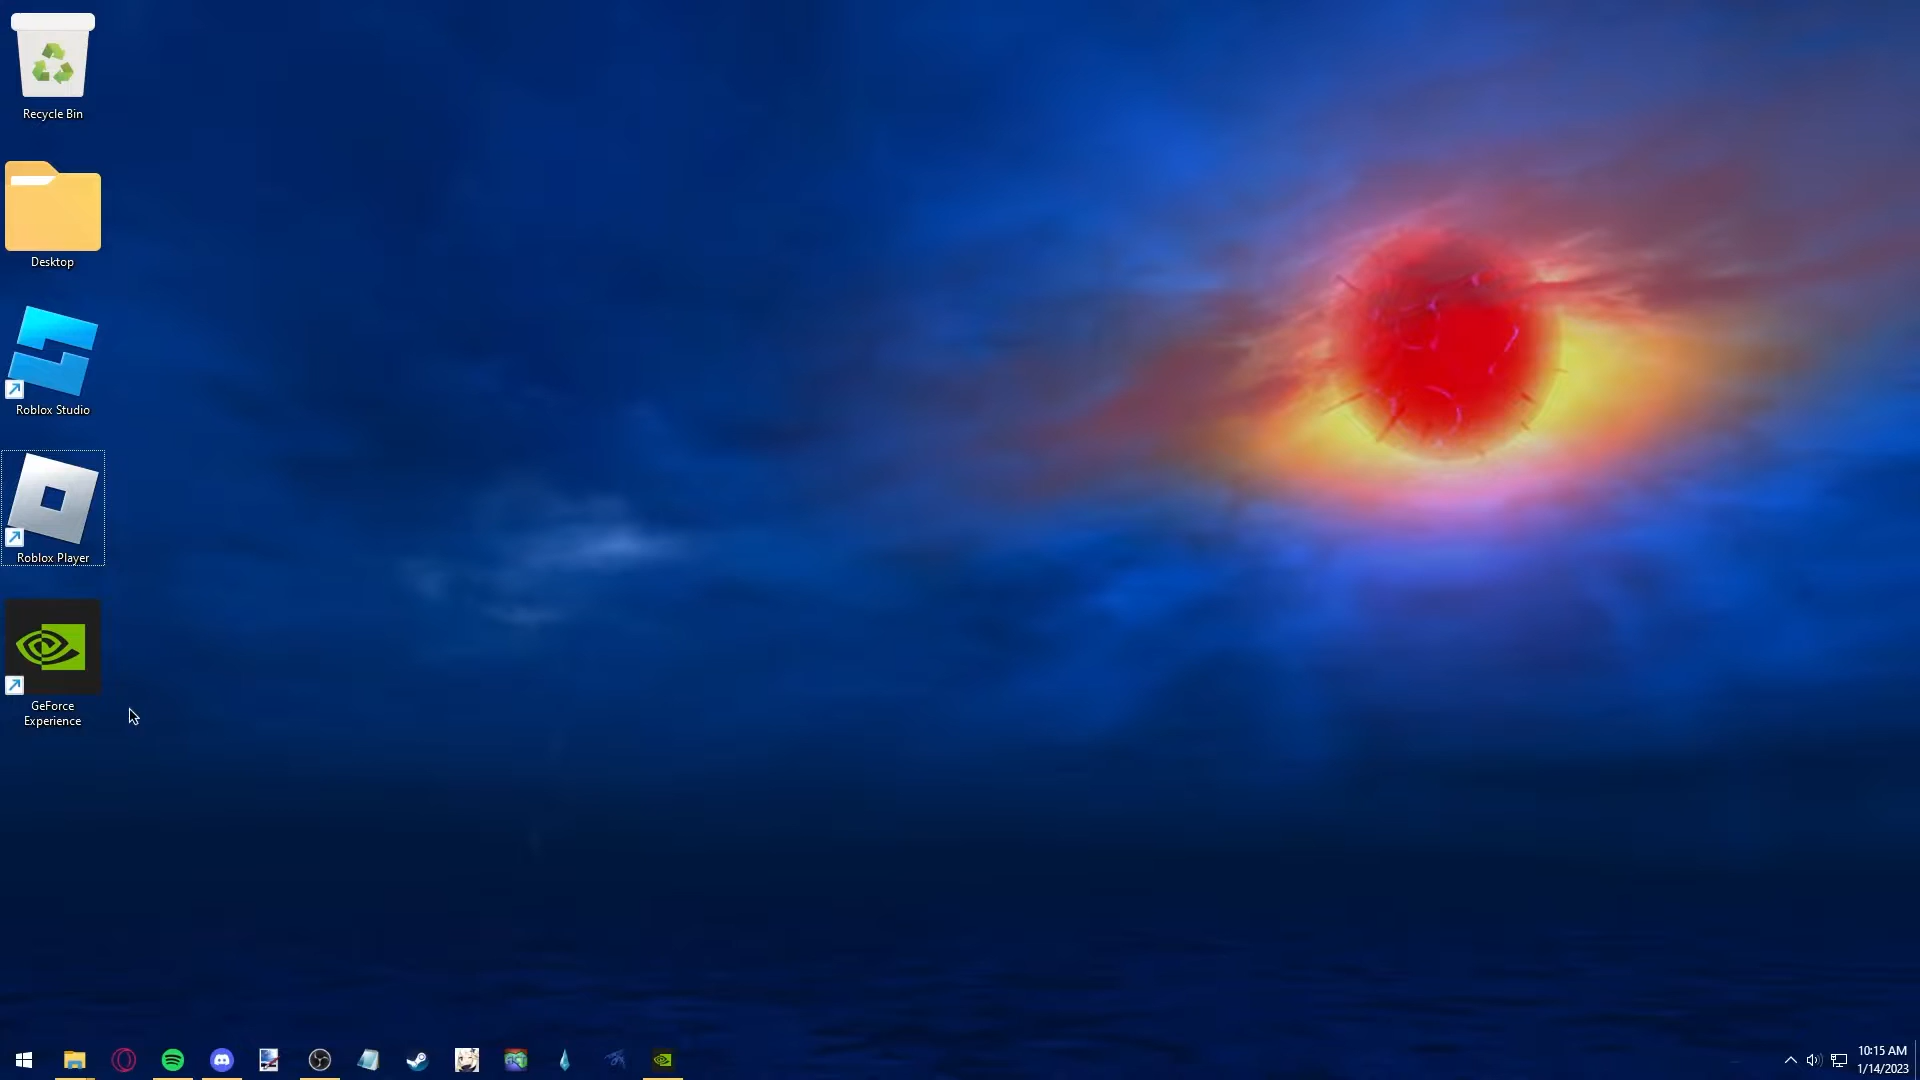 Recycle Bin
Desktop
Roblox Studio
Roblox Player
GeForce
Experience
10:15 AM
1/14/2023